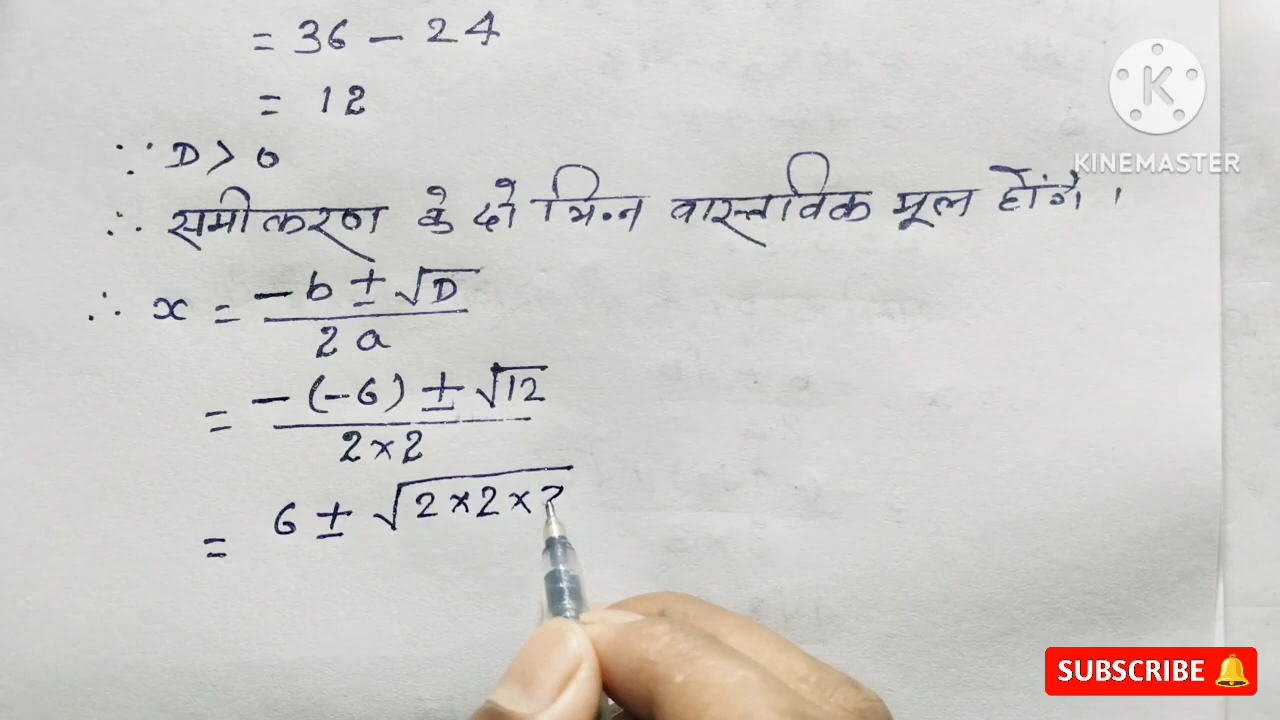 = 36 - 24
= 12
∵ D > 0
∴ समीकरण के दो भिन्न वास्तविक मूल होंगे।
∴ x = -b ± √D / 2a
= -(-6) ± √12 / 2×2
= 6 ± √2×2×3
KINEMASTER
SUBSCRIBE